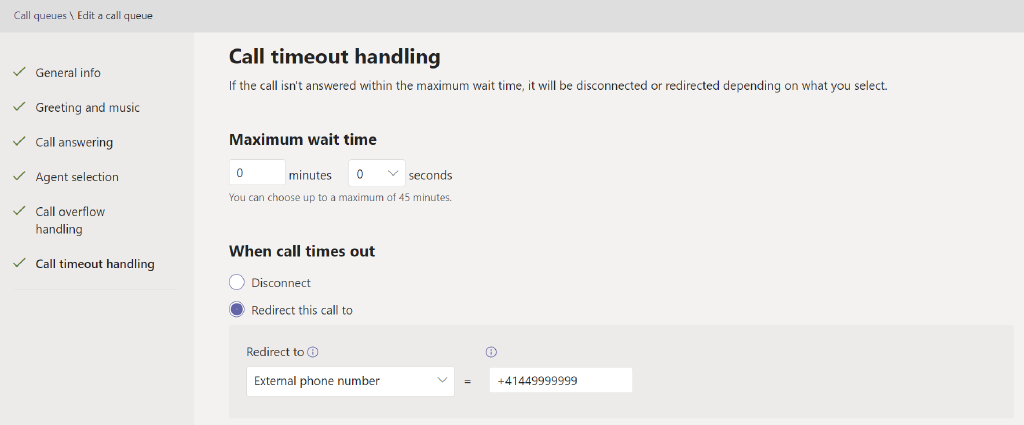 Call queues \ Edit a call queue
General info
Greeting and music
Call answering
Agent selection
Call overflow
handling
Call timeout handling
Call timeout handling
If the call isn't answered within the maximum wait time, it will be disconnected or redirected depending on what you select.
Maximum wait time
0 minutes 0 seconds
You can choose up to a maximum of 45 minutes.
When call times out
Disconnect
Redirect this call to
Redirect to
External phone number = +41449999999